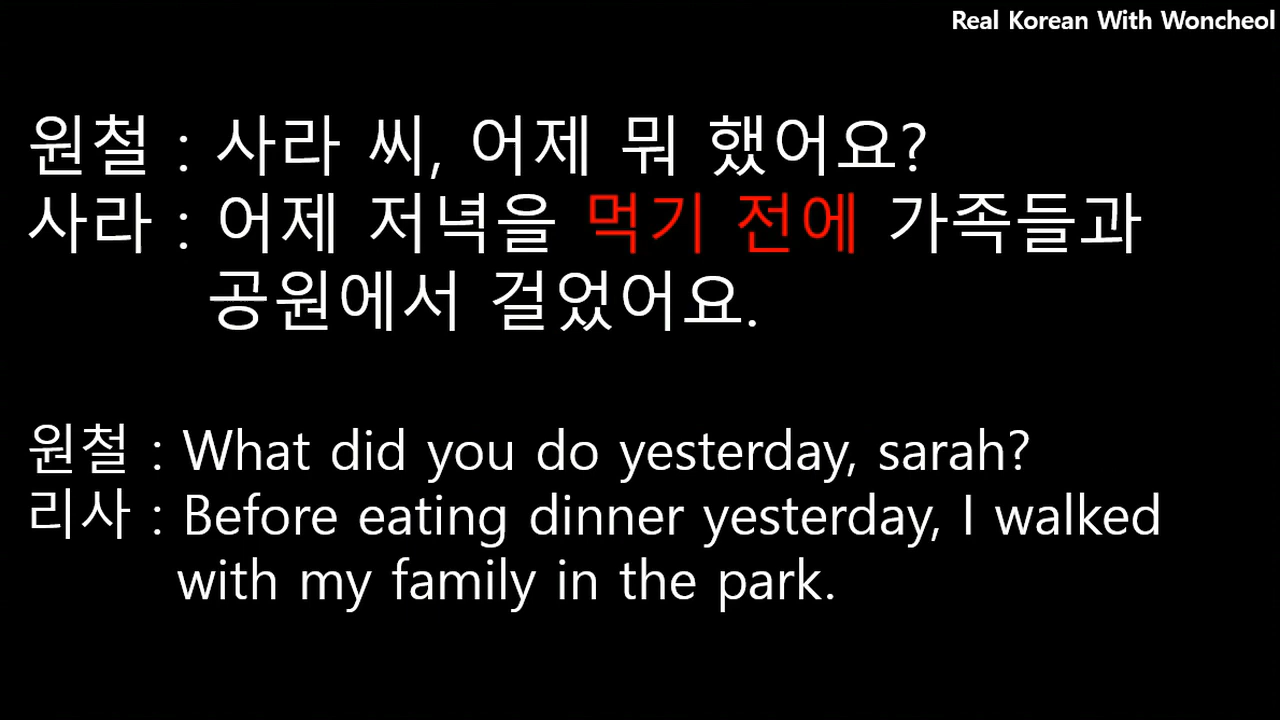 Real Korean With Woncheol
원철 : 사라 씨, 어제 뭐 했어요?
사라 : 어제 저녁을 먹기 전에 가족들과
공원에서 걸었어요.
원철 : What did you do yesterday, sarah?
리사 : Before eating dinner yesterday, I walked
with my family in the park.